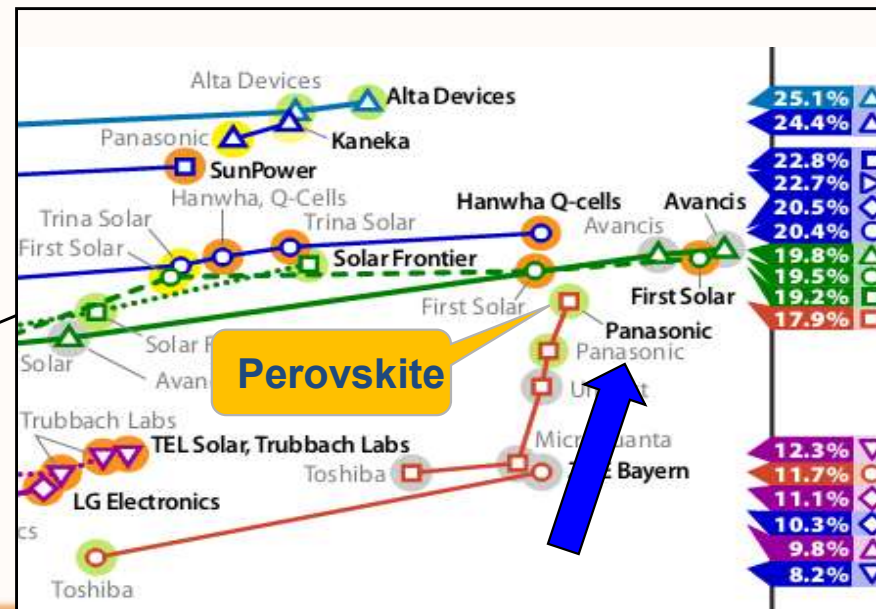 Alta Devices
Alta Devices
Panasonic
Kaneka
SunPower
Hanwha, Q-Cells
Hanwha Q-cells
Avancis
Trina Solar
Trina Solar
Avancis
First Solar
Solar Frontier
First Solar
First Solar
Panasonic
Solar
Solar
Panasonic
Perovskite
Trubbach Labs
TEL Solar, Trubbach Labs
Toshiba
Bayern
LG Electronics
cs
Toshiba
25.1%
24.4%
22.8%
22.7%
20.5%
20.4%
19.8%
19.5%
19.2%
17.9%
12.3%
11.7%
11.1%
10.3%
9.8%
8.2%